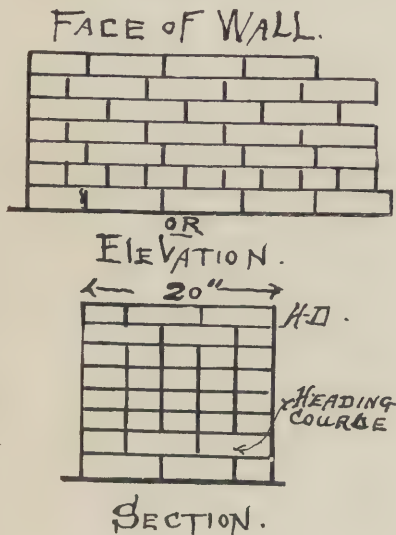 FACE OF WALL.
OR
ELEVATION.
20"
H-D.
HEADING
COURSE
SECTION.